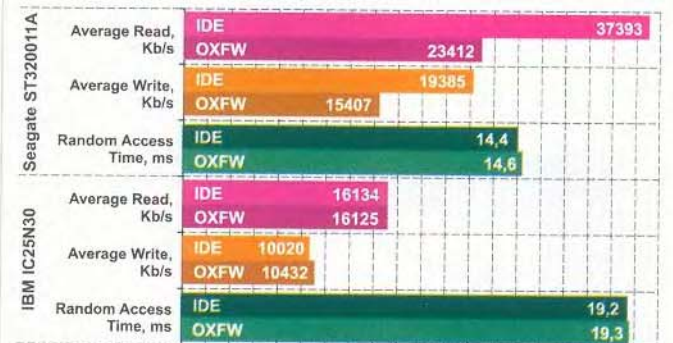 Seagate ST320011A
Average Read, Kb/s
IDE 37393
OXFW 23412
Average Write, Kb/s
IDE 19385
OXFW 15407
Random Access Time, ms
IDE 14,4
OXFW 14,6
IBM IC25N30
Average Read, Kb/s
IDE 16134
OXFW 16125
Average Write, Kb/s
IDE 10020
OXFW 10432
Random Access Time, ms
IDE 19,2
OXFW 19,3